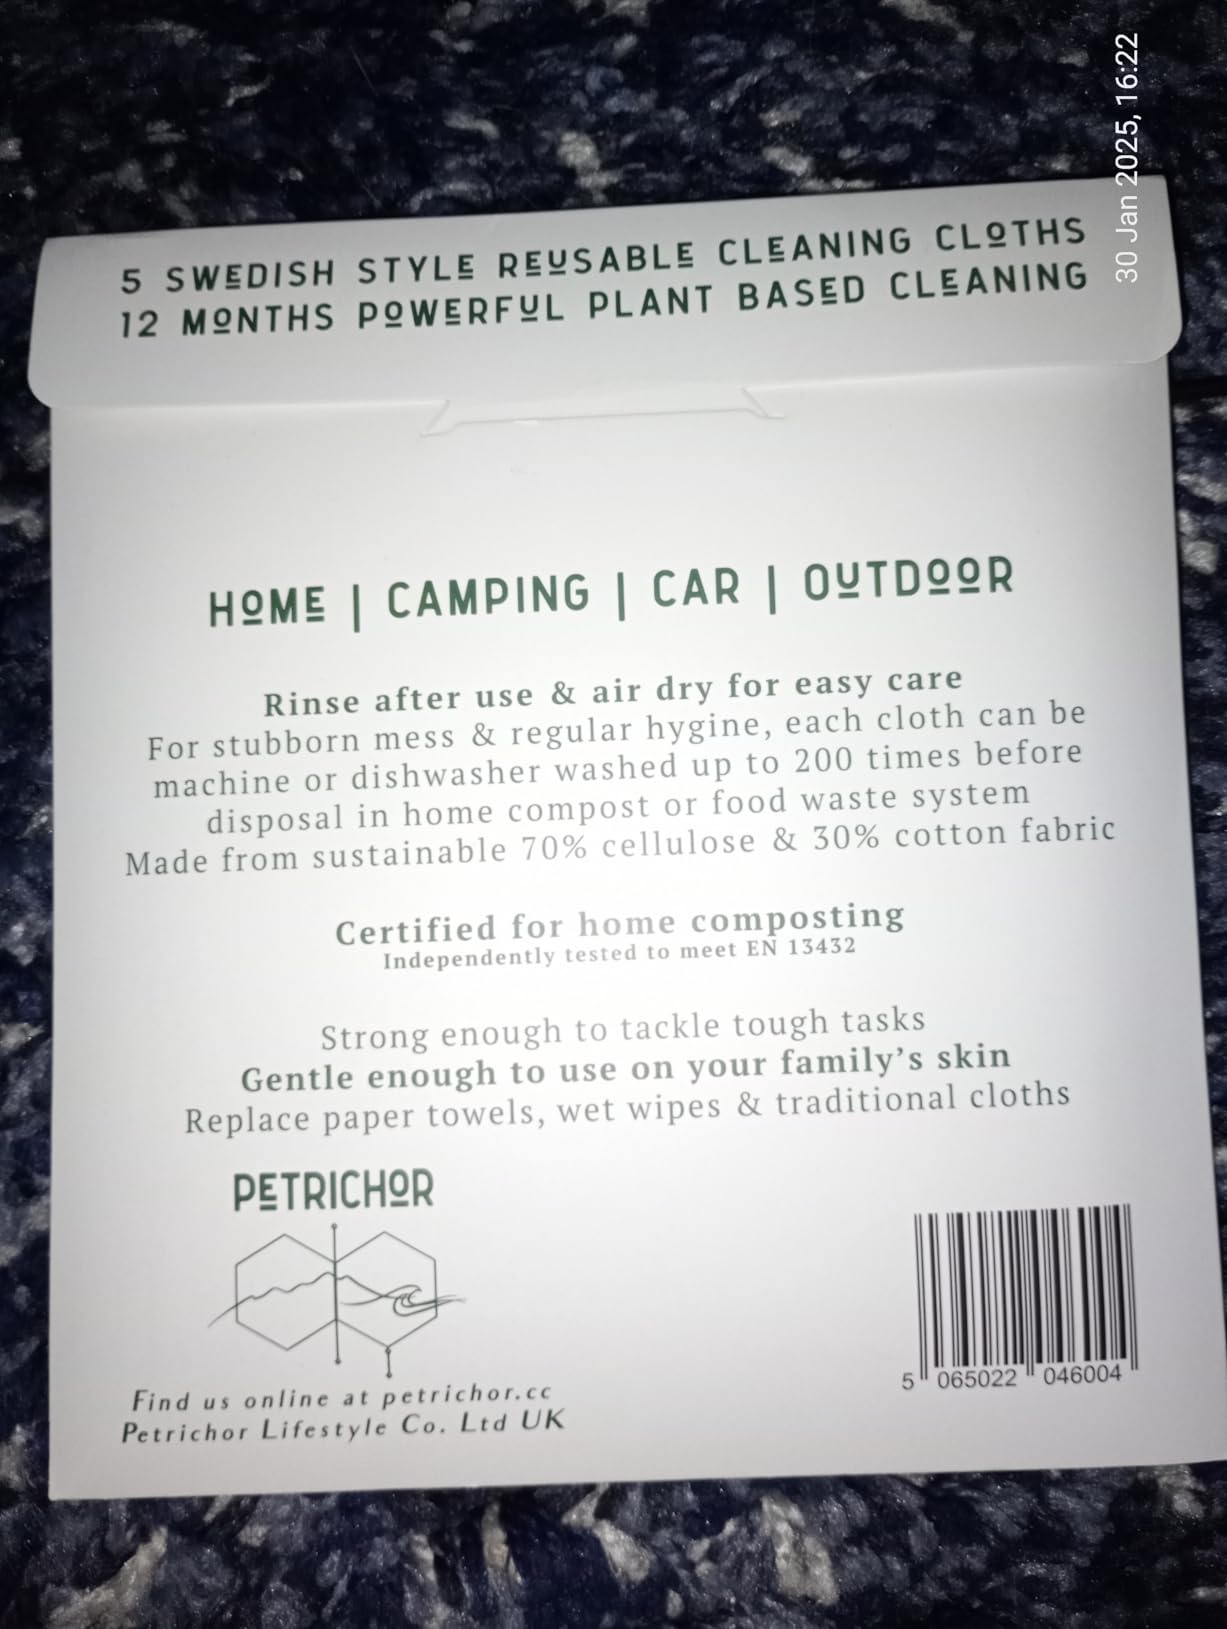 30 Jan 2025, 16:22
5 SWEDISH STYLE REUSABLE CLEANING CLOTHS
12 MONTHS POWERFUL PLANT BASED CLEANING
HOME | CAMPING | CAR | OUTDOOR
Rinse after use & air dry for easy care
For stubborn mess & regular hygine, each cloth can be
machine or dishwasher washed up to 200 times before
disposal in home compost or food waste system
Made from sustainable 70% cellulose & 30% cotton fabric
Certified for home composting
Independently tested to meet EN 13432
Strong enough to tackle tough tasks
Gentle enough to use on your family's skin
Replace paper towels, wet wipes & traditional cloths
PETRICHOR
Find us online at petrichor.cc
Petrichor Lifestyle Co. Ltd UK
5 065022 046004